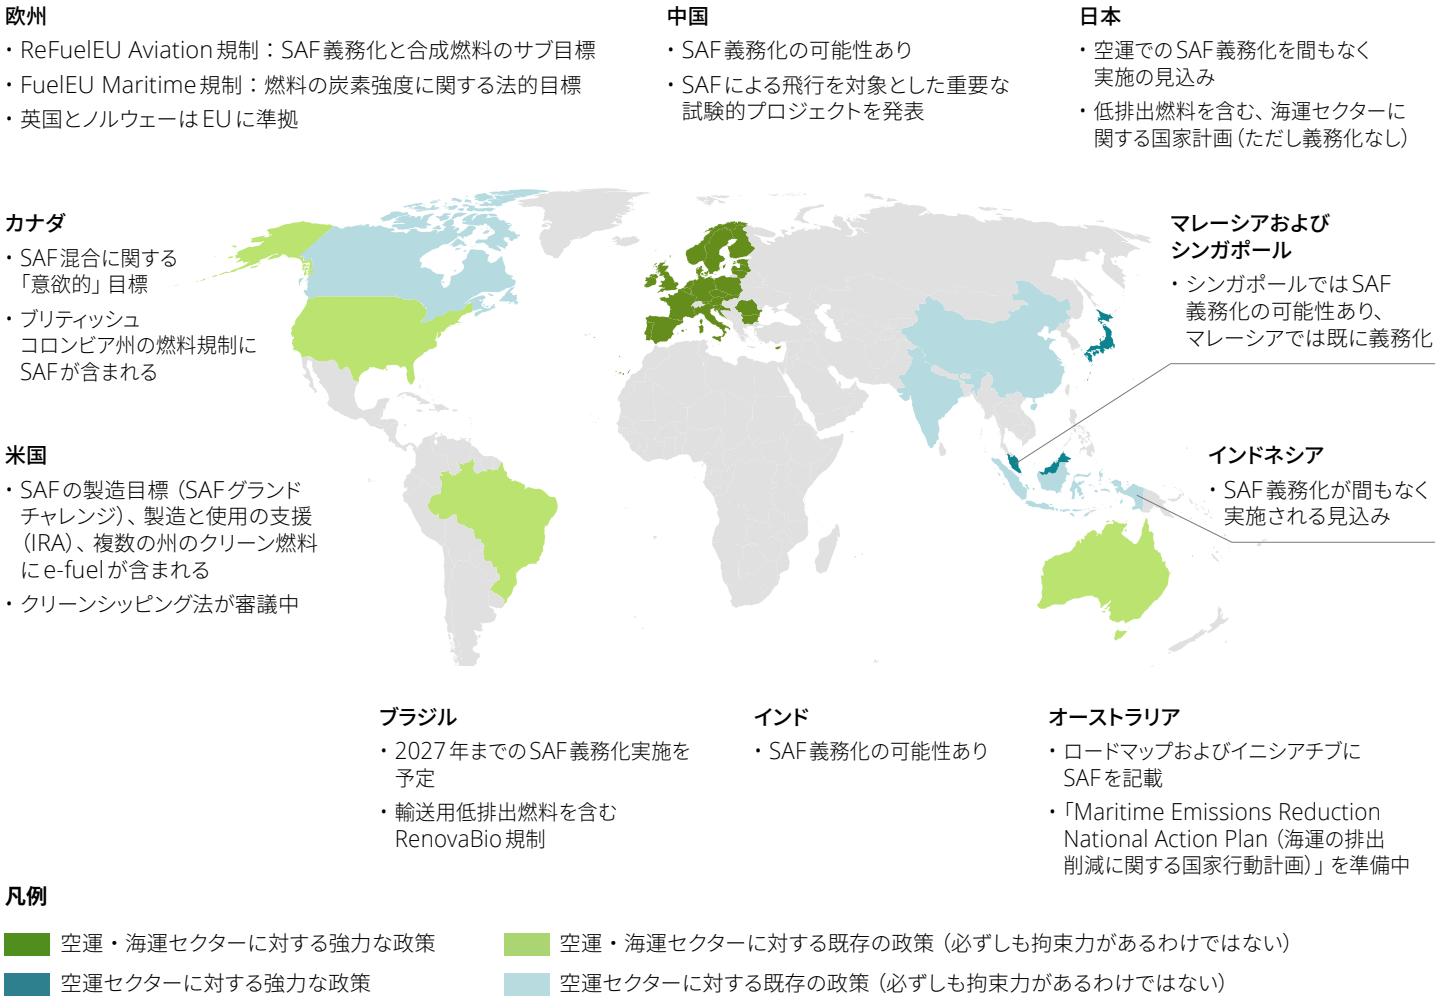 欧州
・ReFuelEU Aviation規制：SAF義務化と合成燃料のサブ目標
・FuelEU Maritime規制：燃料の炭素強度に関する法的目標
・英国とノルウェーはEUに準拠
中国
・SAF義務化の可能性あり
・SAFによる飛行を対象とした重要な
試験的プロジェクトを発表
日本
・空運でのSAF義務化を間もなく
実施の見込み
・低排出燃料を含む、海運セクターに
関する国家計画（ただし義務化なし）
カナダ
・SAF混合に関する
「意欲的」目標
・ブリティッシュ
コロンビア州の燃料規制に
SAFが含まれる
マレーシアおよび
シンガポール
・シンガポールではSAF
義務化の可能性あり、
マレーシアでは既に義務化
米国
・SAFの製造目標（SAFグランド
チャレンジ）、製造と使用の支援
（IRA）、複数の州のクリーン燃料
にe-fuelが含まれる
・クリーンシッピング法が審議中
インドネシア
・SAF義務化が間もなく
実施される見込み
ブラジル
・2027年までのSAF義務化実施を
予定
・輸送用低排出燃料を含む
RenovaBio規制
インド
・SAF義務化の可能性あり
オーストラリア
・ロードマップおよびイニシアチブに
SAFを記載
・「Maritime Emissions Reduction
National Action Plan（海運の排出
削減に関する国家行動計画）」を準備中
凡例
空運・海運セクターに対する強力な政策
空運・海運セクターに対する既存の政策（必ずしも拘束力があるわけではない）
空運セクターに対する強力な政策
空運セクターに対する既存の政策（必ずしも拘束力があるわけではない）